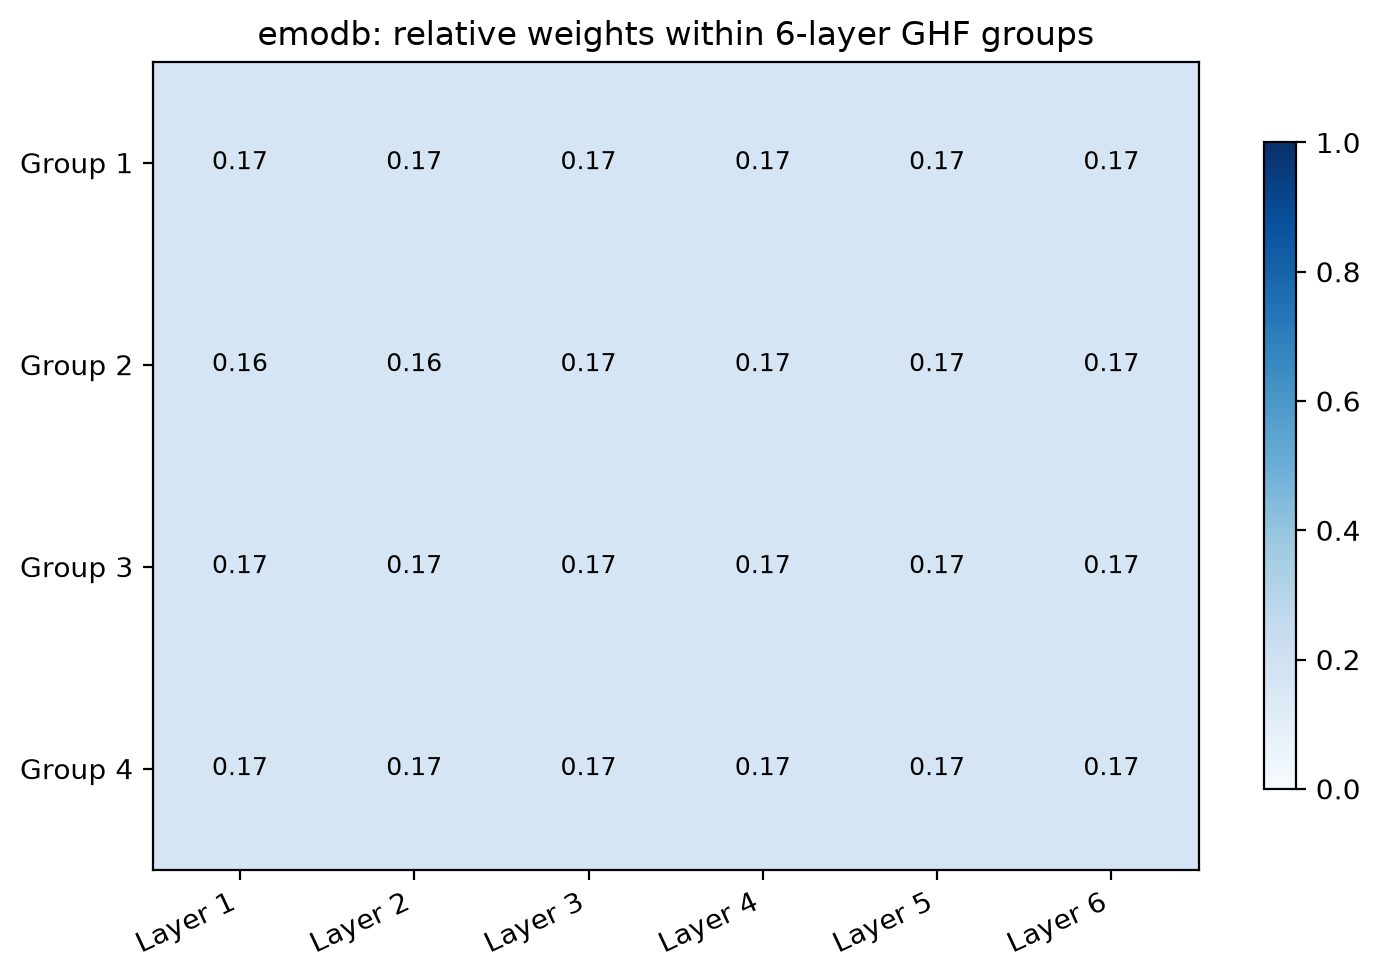 emodb: relative weights within 6-layer GHF groups
Group 1 0.17 0.17 0.17 0.17 0.17 0.17
Group 2 0.16 0.16 0.17 0.17 0.17 0.17
Group 3 0.17 0.17 0.17 0.17 0.17 0.17
Group 4 0.17 0.17 0.17 0.17 0.17 0.17
Layer 1 Layer 2 Layer 3 Layer 4 Layer 5 Layer 6
1.0
0.8
0.6
0.4
0.2
0.0